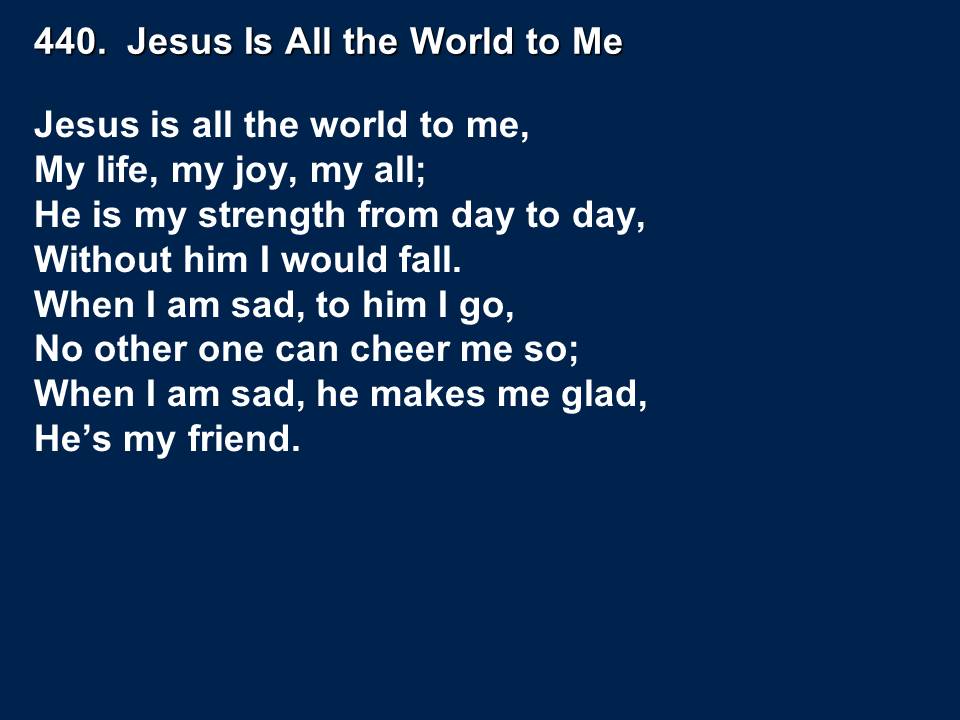 440.  Jesus Is All the World to Me
Jesus is all the world to me,
My life, my joy, my all;
He is my strength from day to day,
Without him I would fall.
When I am sad, to him I go,
No other one can cheer me so;
When I am sad, he makes me glad,
He’s my friend.